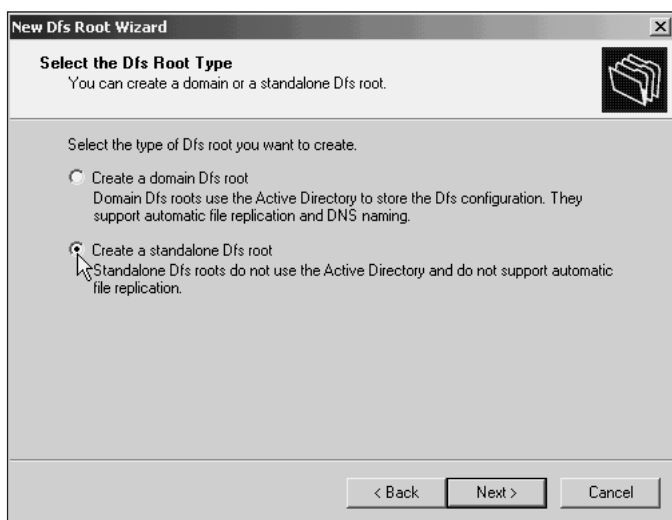 New Dfs Root Wizard
Select the Dfs Root Type
You can create a domain or a standalone Dfs root.
Select the type of Dfs root you want to create.
Create a domain Dfs root
Domain Dfs roots use the Active Directory to store the Dfs configuration. They
support automatic file replication and DNS naming.
Create a standalone Dfs root
Standalone Dfs roots do not use the Active Directory and do not support automatic
file replication.
< Back
Next >
Cancel